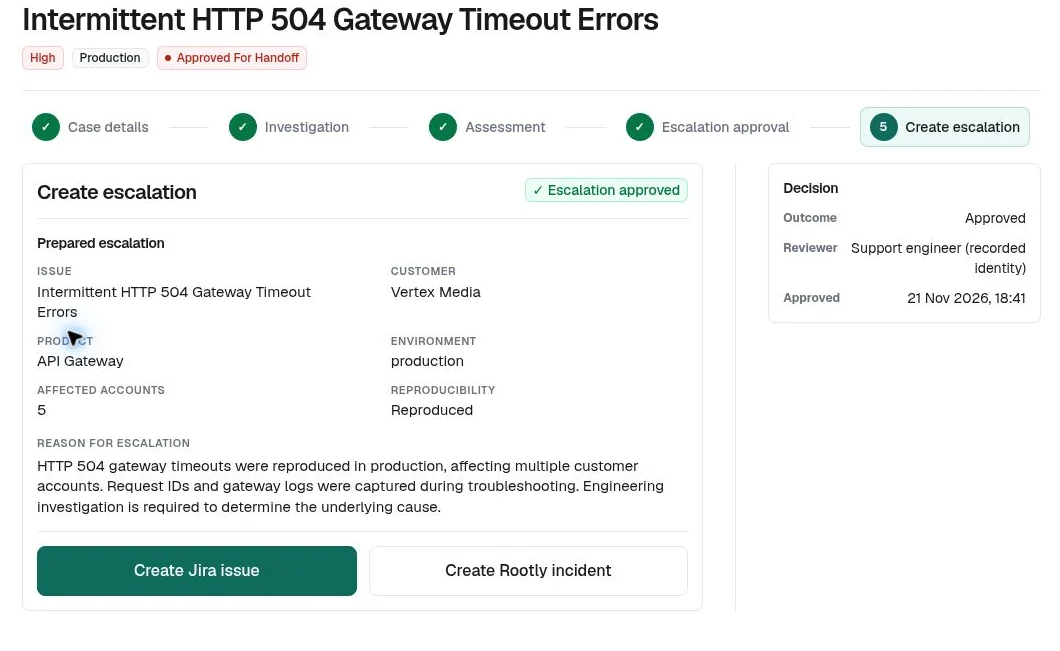 Intermittent HTTP 504 Gateway Timeout Errors
High
Production
Approved For Handoff
✓ Case details
✓ Investigation
✓ Assessment
✓ Escalation approval
5 Create escalation
Create escalation
✓ Escalation approved
Prepared escalation
ISSUE
Intermittent HTTP 504 Gateway Timeout
Errors
CUSTOMER
Vertex Media
PRODUCT
API Gateway
ENVIRONMENT
production
AFFECTED ACCOUNTS
5
REPRODUCIBILITY
Reproduced
REASON FOR ESCALATION
HTTP 504 gateway timeouts were reproduced in production, affecting multiple customer
accounts. Request IDs and gateway logs were captured during troubleshooting. Engineering
investigation is required to determine the underlying cause.
Create Jira issue
Create Rootly incident
Decision
Outcome Approved
Reviewer Support engineer (recorded
identity)
Approved 21 Nov 2026, 18:41